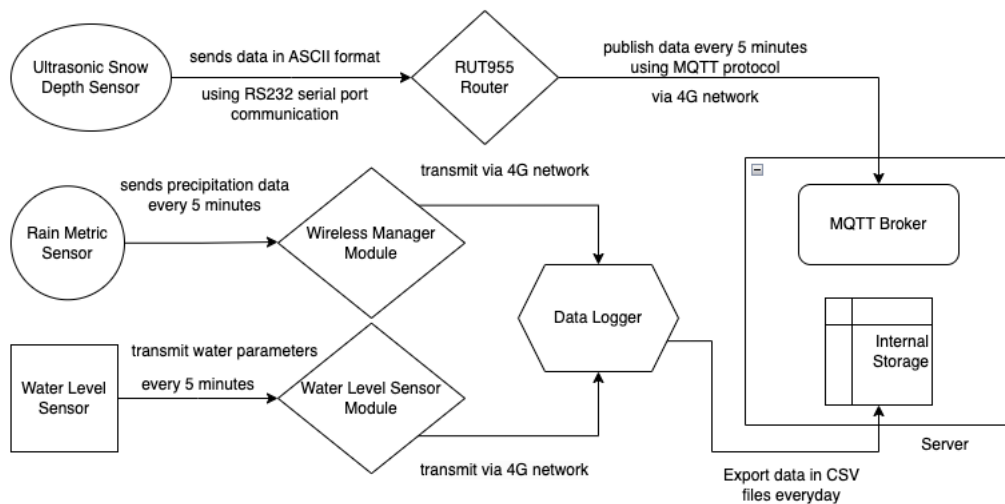 Ultrasonic Snow
Depth Sensor
sends data in ASCII format
using RS232 serial port
communication
RUT955
Router
publish data every 5 minutes
using MQTT protocol
via 4G network
Rain Metric
Sensor
sends precipitation data
every 5 minutes
Wireless Manager
Module
transmit via 4G network
MQTT Broker
Data Logger
Internal
Storage
Water Level
Sensor
transmit water parameters
every 5 minutes
Water Level Sensor
Module
transmit via 4G network
Server
Export data in CSV
files everyday